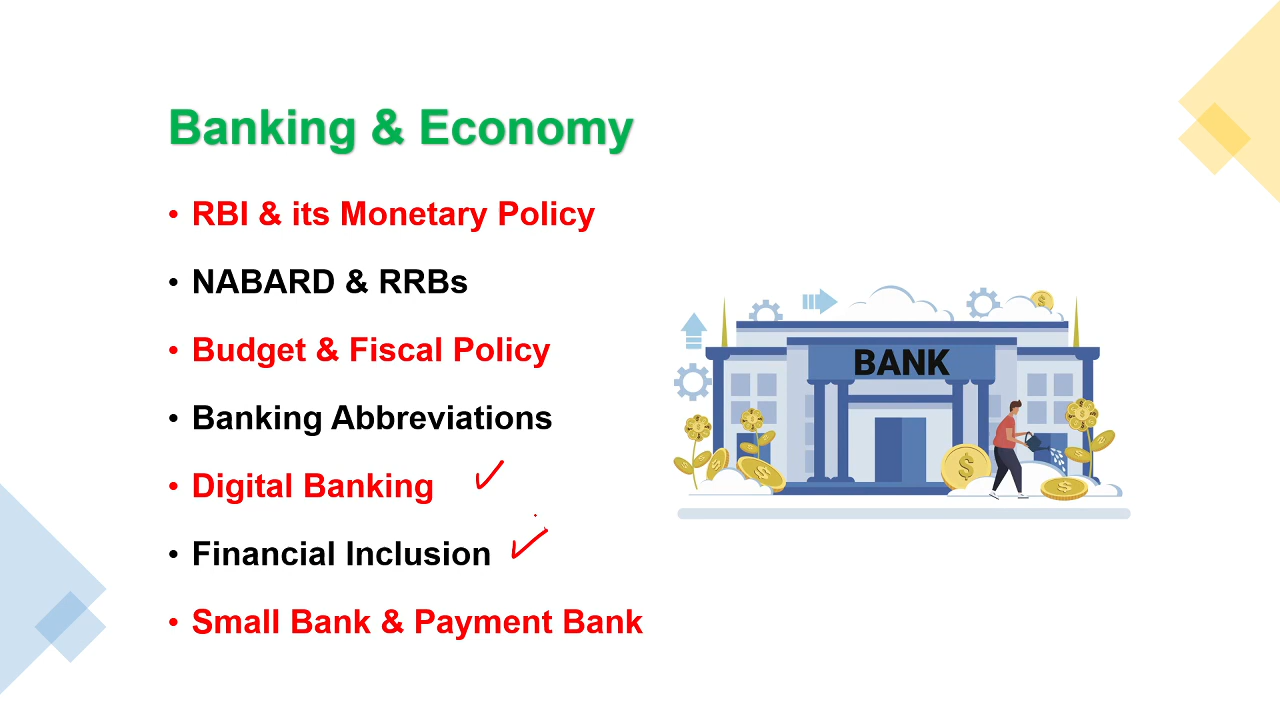 Banking & Economy
• RBI & its Monetary Policy
• NABARD & RRBs
• Budget & Fiscal Policy
• Banking Abbreviations
• Digital Banking
• Financial Inclusion
• Small Bank & Payment Bank
BANK